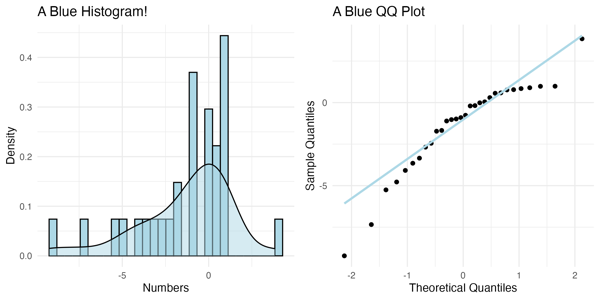 A Blue Histogram!
Density
0.4
0.3
0.2
0.1
0.0
-5
0
Numbers
A Blue QQ Plot
Sample Quantiles
0
-5
-2
-1
0
1
2
Theoretical Quantiles